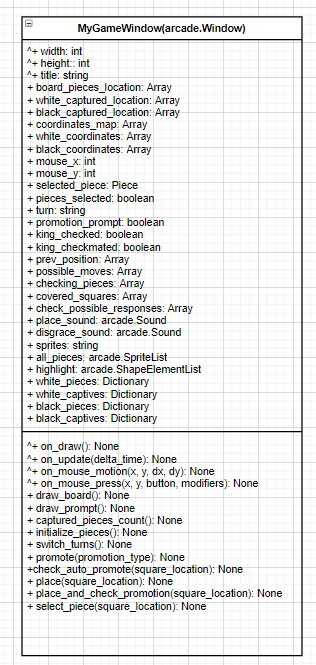 MyGameWindow(arcade.Window)
^+ width: int
^+ height:: int
^+ title: string
+ board_pieces_location: Array
+ white_captured_location: Array
+ black_captured_location: Array
+ coordinates_map: Array
+ white_coordinates: Array
+ black_coordinates: Array
+ mouse_x: int
+ mouse_y: int
+ selected_piece: Piece
+ pieces_selected: boolean
+ turn: string
+ promotion_prompt: boolean
+ king_checked: boolean
+ king_checkmated: boolean
+ prev_position: Array
+ possible_moves: Array
+ checking_pieces: Array
+ covered_squares: Array
+ check_possible_responses: Array
+ place_sound: arcade.Sound
+ disgrace_sound: arcade.Sound
+ sprites: string
+ all_pieces: arcade.SpriteList
+ highlight: arcade.ShapeElementList
+ white_pieces: Dictionary
+ white_captives: Dictionary
+ black_pieces: Dictionary
+ black_captives: Dictionary
^+ on_draw(): None
^+ on_update(delta_time): None
^+ on_mouse_motion(x, y, dx, dy): None
^+ on_mouse_press(x, y, button, modifiers): None
+ draw_board(): None
+ draw_prompt(): None
+ captured_pieces_count(): None
+ initialize_pieces(): None
+ switch_turns(): None
+ promote(promotion_type): None
+check_auto_promote(square_location): None
+ place(square_location): None
+ place_and_check_promotion(square_location): None
+ select_piece(square_location): None